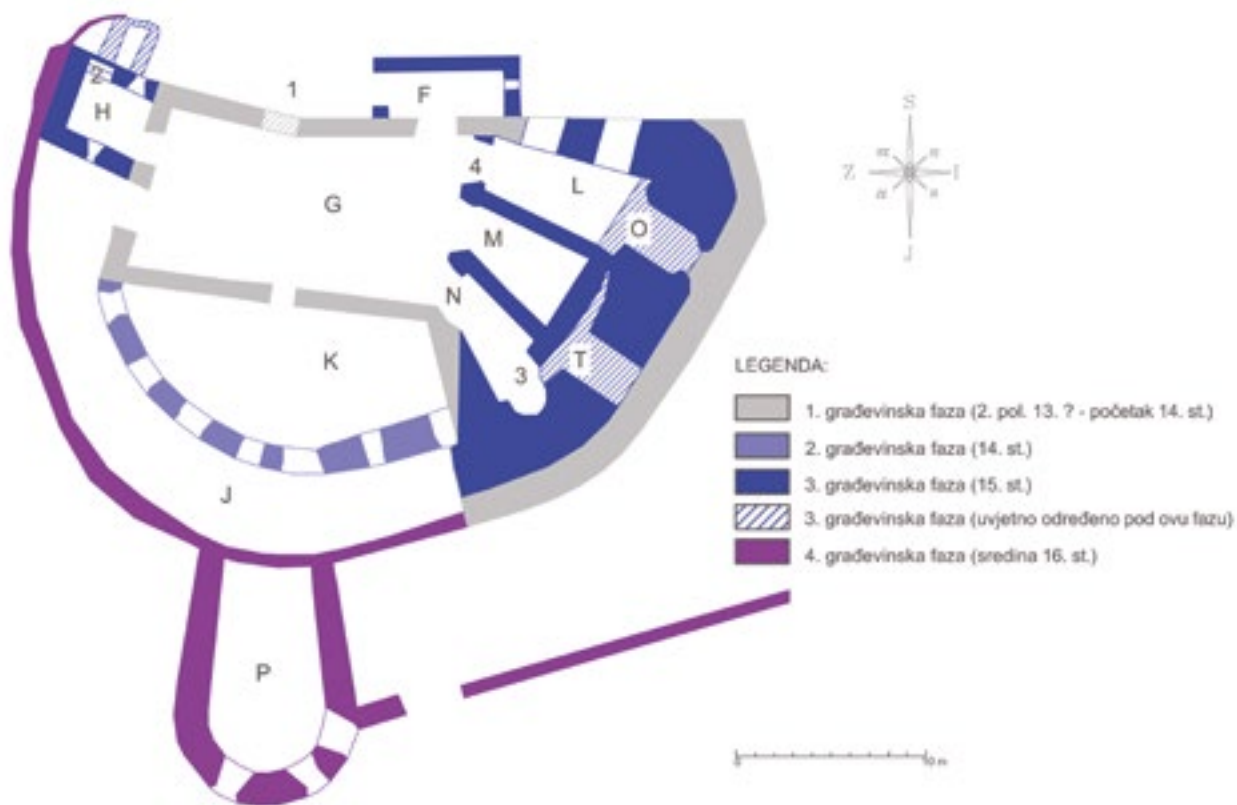 1
F
2
H
4
L
G
O
M
N
T
3
K
J
P
S
Z
I
J
LEGENDA:
1. građevinska faza (2. pol. 13. ? - početak 14. st.)
2. građevinska faza (14. st.)
3. građevinska faza (15. st.)
3. građevinska faza (uvjetno određeno pod ovu fazu)
4. građevinska faza (sredina 16. st.)